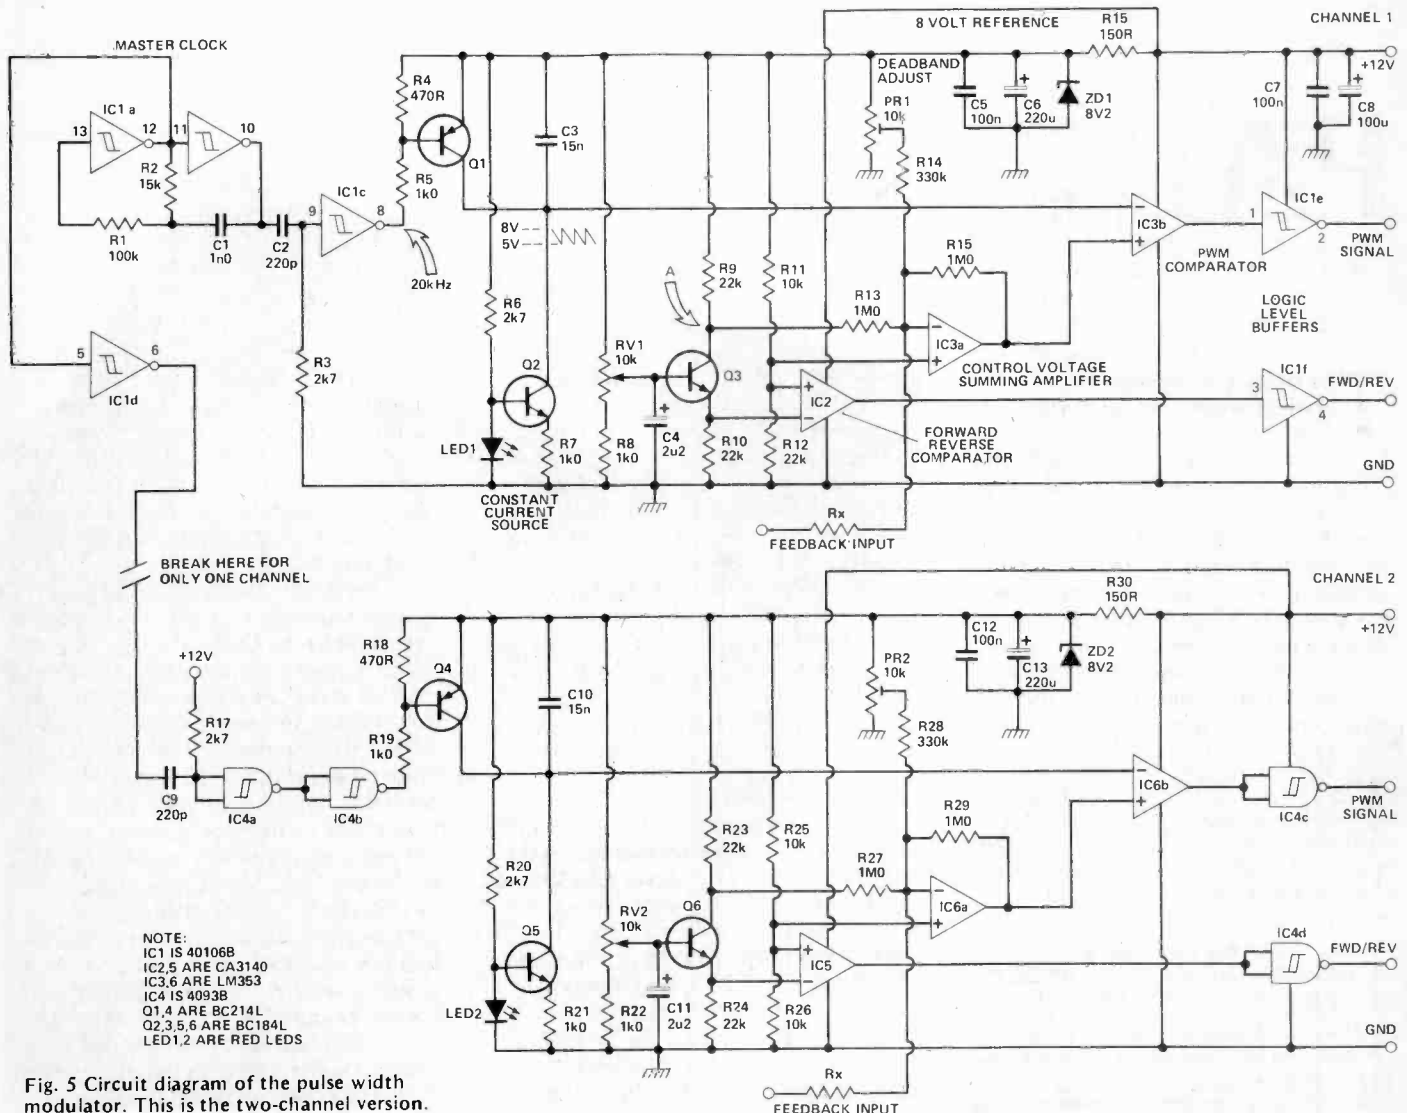 MASTER CLOCK
8 VOLT REFERENCE
R15
150R
CHANNEL 1
+12V
IC1 a
13
12
11
10
R2
15k
R1
100k
C1
1n0
C2
220p
9
IC1c
8
R4
470R
R5
1k0
Q1
20kHz
C3
15n
8V
5V
R6
2k7
Q2
LED1
R7
1k0
CONSTANT
CURRENT
SOURCE
RV1
10k
R8
1k0
C4
2u2
A
R9
22k
Q3
R10
22k
R11
10k
R12
22k
DEADBAND
ADJUST
PR1
10k
C5
100n
+
C6
220u
ZD1
8V2
R14
330k
R15
1M0
R13
1M0
−
+
IC3a
CONTROL VOLTAGE
SUMMING AMPLIFIER
+
−
IC2
FORWARD
REVERSE
COMPARATOR
−
+
IC3b
PWM
COMPARATOR
C7
100n
+
C8
100u
1
IC1e
2
PWM
SIGNAL
LOGIC
LEVEL
BUFFERS
IC1f
3
4
FWD/REV
GND
Rx
FEEDBACK INPUT
5
6
IC1d
R3
2k7
BREAK HERE FOR
ONLY ONE CHANNEL
+12V
R17
2k7
C9
220p
IC4a
IC4b
R18
470R
R19
1k0
Q4
C10
15n
R20
2k7
Q5
LED2
R21
1k0
RV2
10k
R22
1k0
+
C11
2u2
Q6
R23
22k
R24
22k
R25
10k
R26
10k
PR2
10k
C12
100n
+
C13
220u
ZD2
8V2
R30
150R
CHANNEL 2
+12V
R28
330k
R29
1M0
R27
1M0
−
+
IC6a
+
−
IC5
−
+
IC6b
IC4c
PWM
SIGNAL
IC4d
FWD/REV
GND
Rx
FEEDBACK INPUT
NOTE:
IC1 IS 40106B
IC2,5 ARE CA3140
IC3,6 ARE LM353
IC4 IS 4093B
Q1,4 ARE BC214L
Q2,3,5,6 ARE BC184L
LED1,2 ARE RED LEDS
Fig. 5 Circuit diagram of the pulse width
modulator. This is the two-channel version.